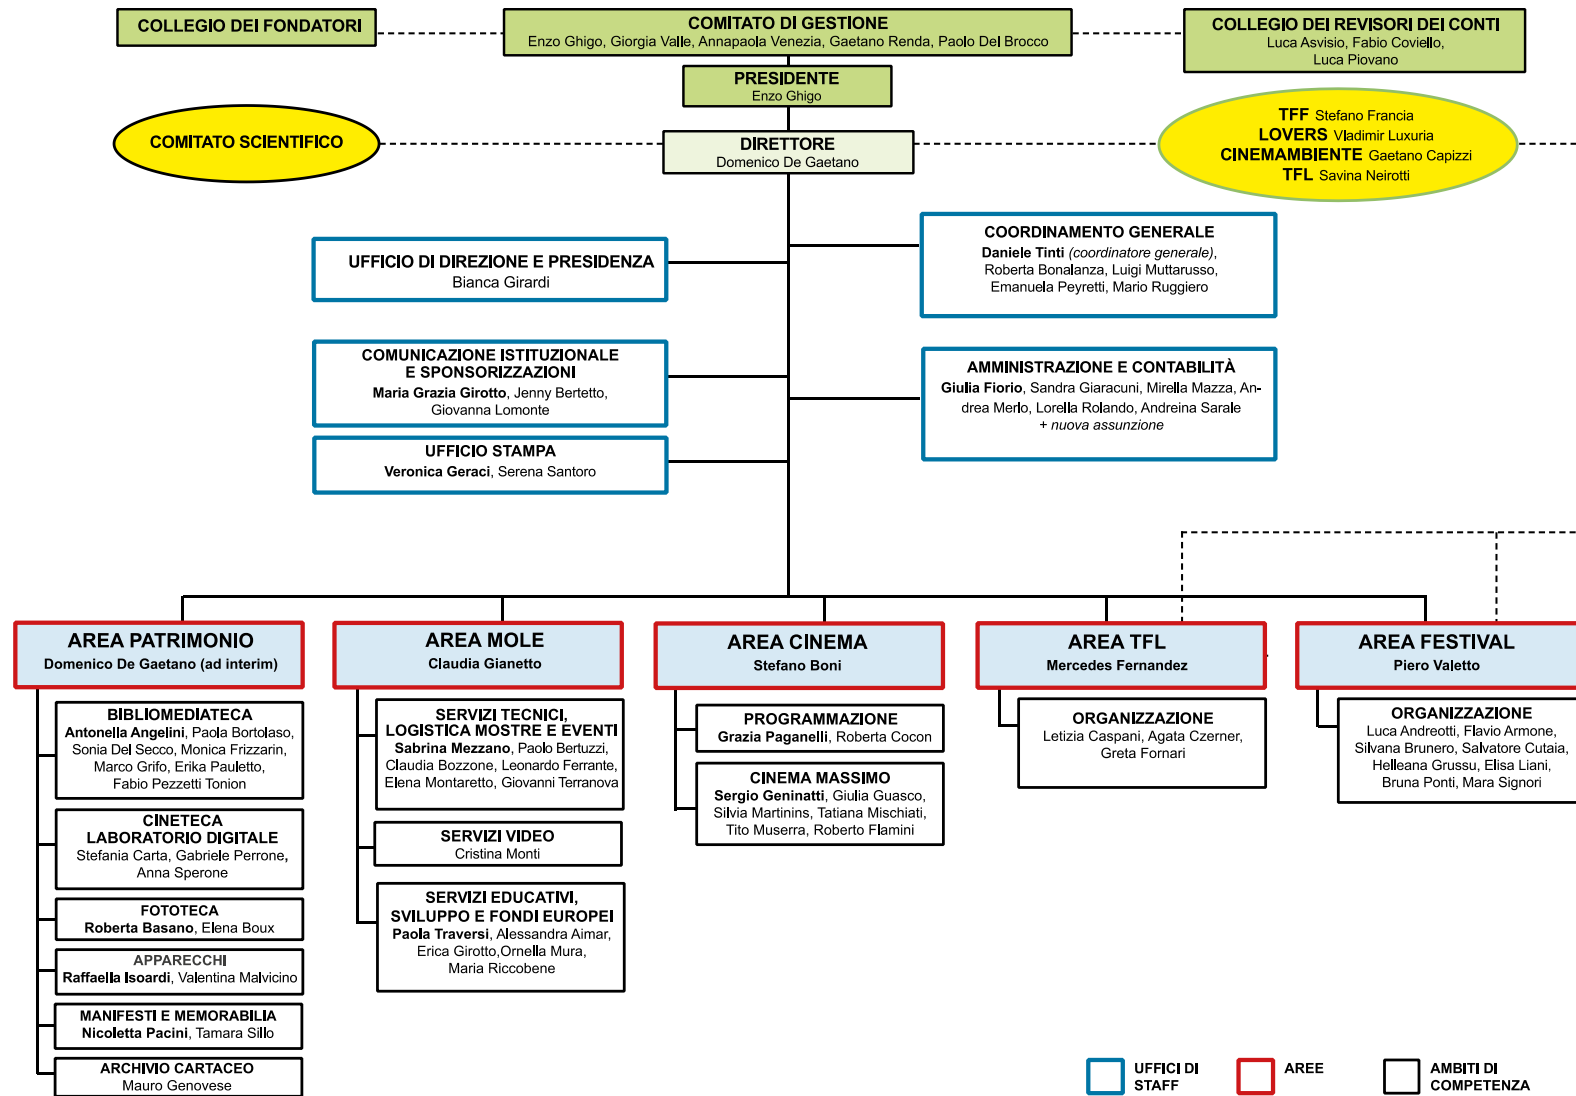 COLLEGIO DEI FONDATORI
COMITATO DI GESTIONE
Enzo Ghigo, Giorgia Valle, Annapaola Venezia, Gaetano Renda, Paolo Del Brocco
COLLEGIO DEI REVISORI DEI CONTI
Luca Asvisio, Fabio Coviello,
Luca Piovano
PRESIDENTE
Enzo Ghigo
COMITATO SCIENTIFICO
DIRETTORE
Domenico De Gaetano
TFF Stefano Francia
LOVERS Vladimir Luxuria
CINEMAMBIENTE Gaetano Capizzi
TFL Savina Neirotti
UFFICIO DI DIREZIONE E PRESIDENZA
Bianca Girardi
COORDINAMENTO GENERALE
Daniele Tinti (coordinatore generale),
Roberta Bonalanza, Luigi Muttarusso,
Emanuela Peyretti, Mario Ruggiero
COMUNICAZIONE ISTITUZIONALE
E SPONSORIZZAZIONI
Maria Grazia Girotto, Jenny Bertetto,
Giovanna Lomonte
AMMINISTRAZIONE E CONTABILITÀ
Giulia Fiorio, Sandra Giaracuni, Mirella Mazza, An-
drea Merlo, Lorella Rolando, Andreina Sarale
+ nuova assunzione
UFFICIO STAMPA
Veronica Geraci, Serena Santoro
AREA PATRIMONIO
Domenico De Gaetano (ad interim)
BIBLIOMEDIATECA
Antonella Angelini, Paola Bortolaso,
Sonia Del Secco, Monica Frizzarin,
Marco Grifo, Erika Pauletto,
Fabio Pezzetti Tonion
CINETECA
LABORATORIO DIGITALE
Stefania Carta, Gabriele Perrone,
Anna Sperone
FOTOTECA
Roberta Basano, Elena Boux
APPARECCHI
Raffaella Isoardi, Valentina Malvicino
MANIFESTI E MEMORABILIA
Nicoletta Pacini, Tamara Sillo
ARCHIVIO CARTACEO
Mauro Genovese
AREA MOLE
Claudia Gianetto
SERVIZI TECNICI,
LOGISTICA MOSTRE E EVENTI
Sabrina Mezzano, Paolo Bertuzzi,
Claudia Bozzone, Leonardo Ferrante,
Elena Montaretto, Giovanni Terranova
SERVIZI VIDEO
Cristina Monti
SERVIZI EDUCATIVI,
SVILUPPO E FONDI EUROPEI
Paola Traversi, Alessandra Aimar,
Erica Girotto,Ornella Mura,
Maria Riccobene
AREA CINEMA
Stefano Boni
PROGRAMMAZIONE
Grazia Paganelli, Roberta Cocon
CINEMA MASSIMO
Sergio Geninatti, Giulia Guasco,
Silvia Martinins, Tatiana Mischiati,
Tito Muserra, Roberto Flamini
AREA TFL
Mercedes Fernandez
ORGANIZZAZIONE
Letizia Caspani, Agata Czerner,
Greta Fornari
AREA FESTIVAL
Piero Valetto
ORGANIZZAZIONE
Luca Andreotti, Flavio Armone,
Silvana Brunero, Salvatore Cutaia,
Helleana Grussu, Elisa Liani,
Bruna Ponti, Mara Signori
UFFICI DI
STAFF
AREE
AMBITI DI
COMPETENZA